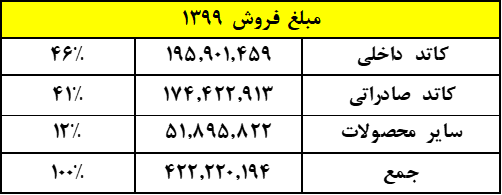 مبلغ فروش ۱۳۹۹
کاتد داخلی ۱۹۵,۹۰۱,۴۵۹ ۴۶٪
کاتد صادراتی ۱۷۴,۴۲۲,۹۱۳ ۴۱٪
سایر محصولات ۵۱,۸۹۵,۸۲۲ ۱۲٪
جمع ۴۲۲,۲۲۰,۱۹۴ ۱۰۰٪